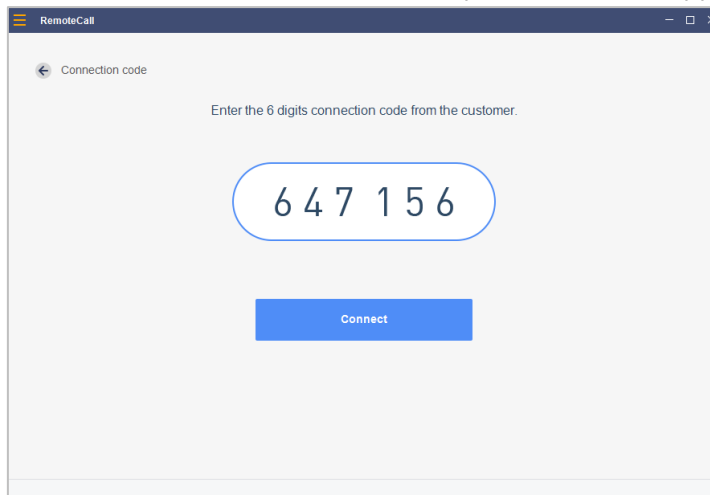 RemoteCall
Connection code
Enter the 6 digits connection code from the customer.
647 156
Connect